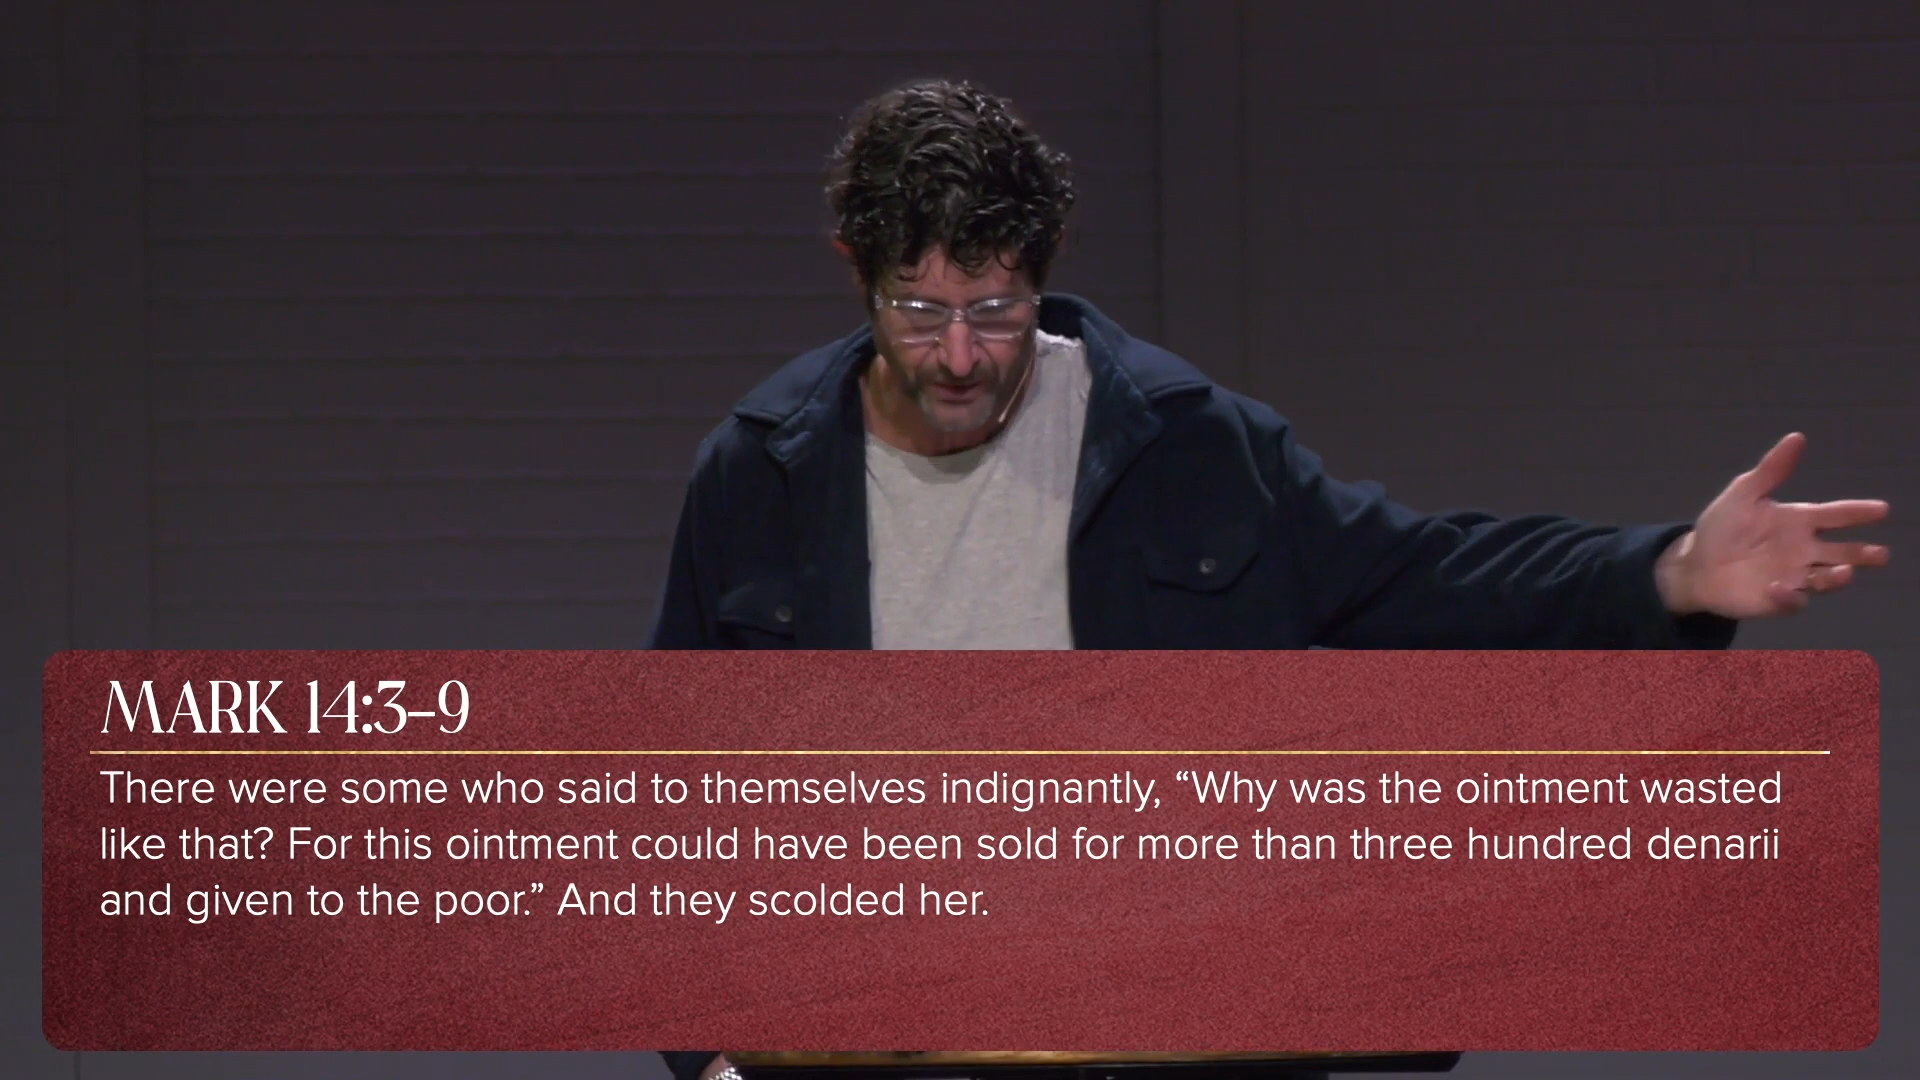 MARK 14:3–9
There were some who said to themselves indignantly, “Why was the ointment wasted
like that? For this ointment could have been sold for more than three hundred denarii
and given to the poor.” And they scolded her.